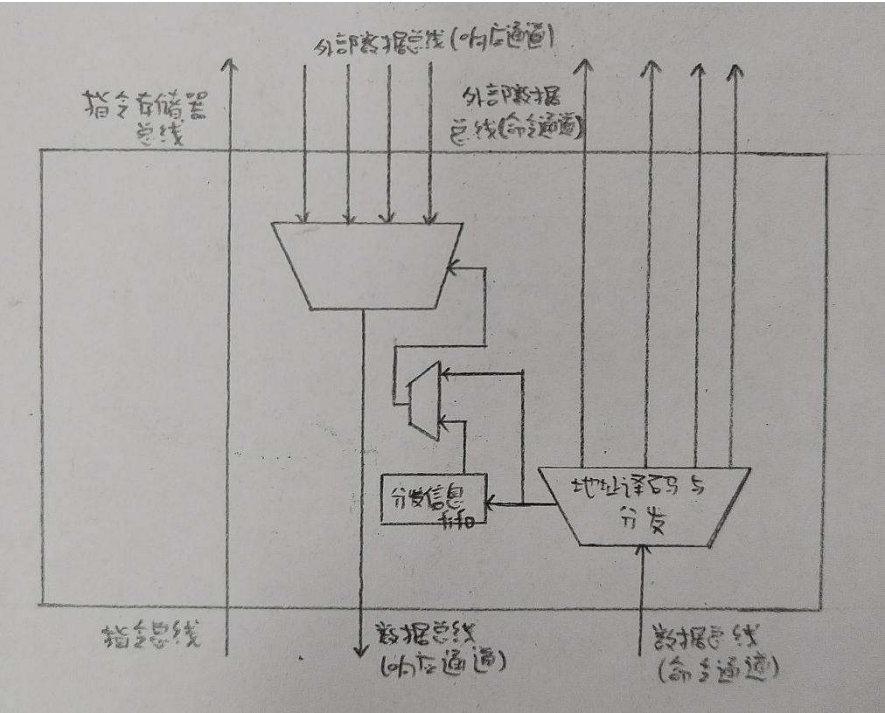 外部数据总线(响应通道)
指令存储器
总线
外部数据
总线(命令通道)
地址译码与
分发
分发信息
fifo
指令总线
数据总线
(响应通道)
数据总线
(命令通道)